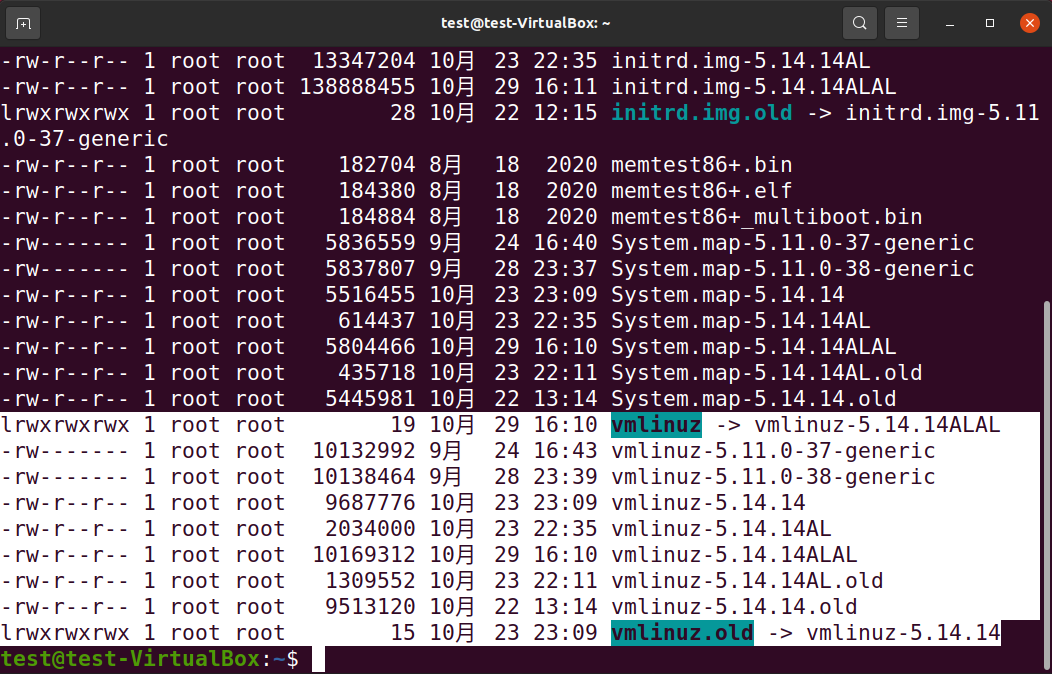 test@test-VirtualBox: ~
-rw-r--r-- 1 root root  13347204 10月 23 22:35 initrd.img-5.14.14AL
-rw-r--r-- 1 root root 138888455 10月 29 16:11 initrd.img-5.14.14ALAL
lrwxrwxrwx 1 root root        28 10月 22 12:15 initrd.img.old -> initrd.img-5.11
.0-37-generic
-rw-r--r-- 1 root root    182704 8月  18  2020 memtest86+.bin
-rw-r--r-- 1 root root    184380 8月  18  2020 memtest86+.elf
-rw-r--r-- 1 root root    184884 8月  18  2020 memtest86+_multiboot.bin
-rw------- 1 root root   5836559 9月  24 16:40 System.map-5.11.0-37-generic
-rw------- 1 root root   5837807 9月  28 23:37 System.map-5.11.0-38-generic
-rw-r--r-- 1 root root   5516455 10月 23 23:09 System.map-5.14.14
-rw-r--r-- 1 root root    614437 10月 23 22:35 System.map-5.14.14AL
-rw-r--r-- 1 root root   5804466 10月 29 16:10 System.map-5.14.14ALAL
-rw-r--r-- 1 root root    435718 10月 23 22:11 System.map-5.14.14AL.old
-rw-r--r-- 1 root root   5445981 10月 22 13:14 System.map-5.14.14.old
lrwxrwxrwx 1 root root        19 10月 29 16:10 vmlinuz -> vmlinuz-5.14.14ALAL
-rw------- 1 root root  10132992 9月  24 16:43 vmlinuz-5.11.0-37-generic
-rw------- 1 root root  10138464 9月  28 23:39 vmlinuz-5.11.0-38-generic
-rw-r--r-- 1 root root   9687776 10月 23 23:09 vmlinuz-5.14.14
-rw-r--r-- 1 root root   2034000 10月 23 22:35 vmlinuz-5.14.14AL
-rw-r--r-- 1 root root  10169312 10月 29 16:10 vmlinuz-5.14.14ALAL
-rw-r--r-- 1 root root   1309552 10月 23 22:11 vmlinuz-5.14.14AL.old
-rw-r--r-- 1 root root   9513120 10月 22 13:14 vmlinuz-5.14.14.old
lrwxrwxrwx 1 root root        15 10月 23 23:09 vmlinuz.old -> vmlinuz-5.14.14
test@test-VirtualBox:~$